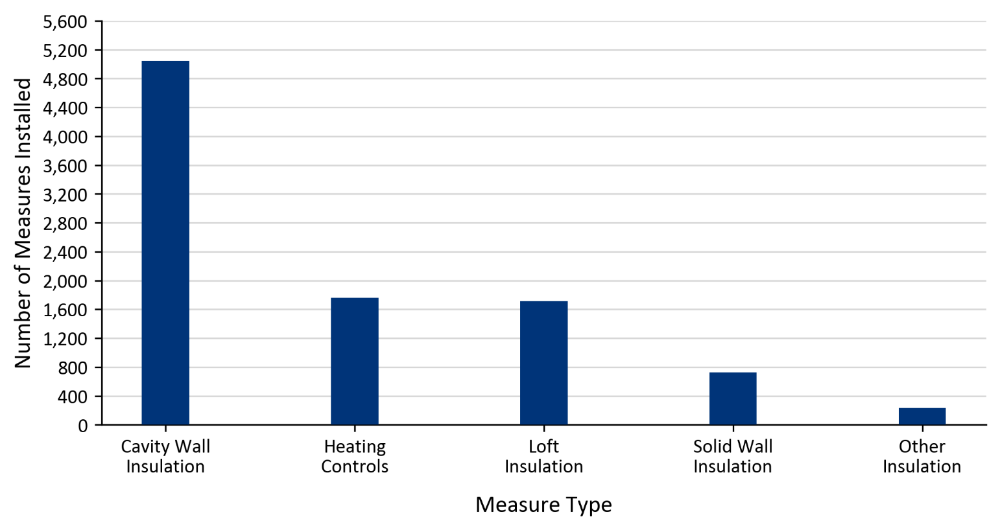 Number of Measures Installed
5,600
5,200
4,800
4,400
4,000
3,600
3,200
2,800
2,400
2,000
1,600
1,200
800
400
0
Cavity Wall
Insulation
Heating
Controls
Loft
Insulation
Solid Wall
Insulation
Other
Insulation
Measure Type